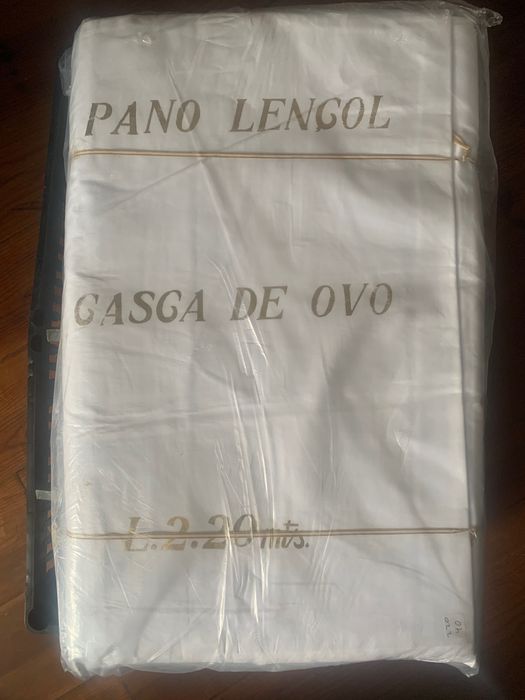 PANO LENÇOL
CASCA DE OVO
L.2.20 mts.